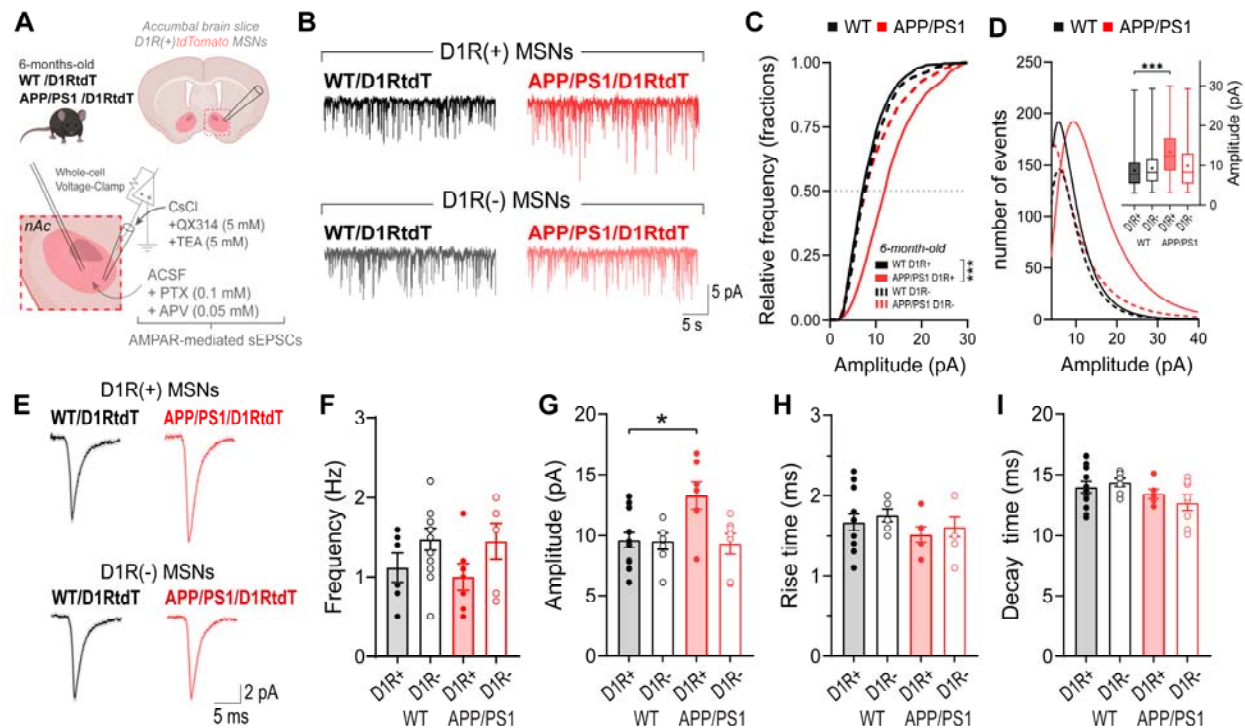 A
Accumbal brain slice
D1R(+)tdTomato MSNs
6-months-old
WT /D1RtdT
APP/PS1 /D1RtdT
Whole-cell
Voltage-Clamp
CsCl
+QX314 (5 mM)
+TEA (5 mM)
nAc
ACSF
+ PTX (0.1 mM)
+ APV (0.05 mM)
AMPAR-mediated sEPSCs
B
D1R(+) MSNs
WT/D1RtdT
APP/PS1/D1RtdT
D1R(-) MSNs
WT/D1RtdT
APP/PS1/D1RtdT
5 pA
5 s
C
WT
APP/PS1
Relative frequency (fractions)
1.00
0.75
0.50
0.25
0.00
0
10
20
30
Amplitude (pA)
6-month-old
WT D1R+
APP/PS1 D1R+
WT D1R-
APP/PS1 D1R-
***
D
WT
APP/PS1
number of events
250
200
150
100
50
0
10
20
30
40
Amplitude (pA)
***
30
20
10
0
Amplitude (pA)
D1R+
D1R-
D1R+
D1R-
WT
APP/PS1
E
D1R(+) MSNs
WT/D1RtdT
APP/PS1/D1RtdT
D1R(-) MSNs
WT/D1RtdT
APP/PS1/D1RtdT
2 pA
5 ms
F
Frequency (Hz)
3
2
1
0
D1R+
D1R-
D1R+
D1R-
WT
APP/PS1
G
Amplitude (pA)
20
15
10
5
0
*
D1R+
D1R-
D1R+
D1R-
WT
APP/PS1
H
Rise time (ms)
3
2
1
0
D1R+
D1R-
D1R+
D1R-
WT
APP/PS1
I
Decay time (ms)
20
15
10
5
0
D1R+
D1R-
D1R+
D1R-
WT
APP/PS1